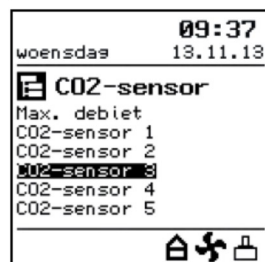 09:37
woensdag 13.11.13
CO2-sensor
Max. debiet
CO2-sensor 1
CO2-sensor 2
CO2-sensor 3
CO2-sensor 4
CO2-sensor 5